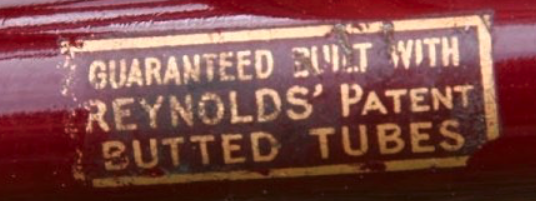 GUARANTEED BUILT WITH
REYNOLDS' PATENT
BUTTED TUBES